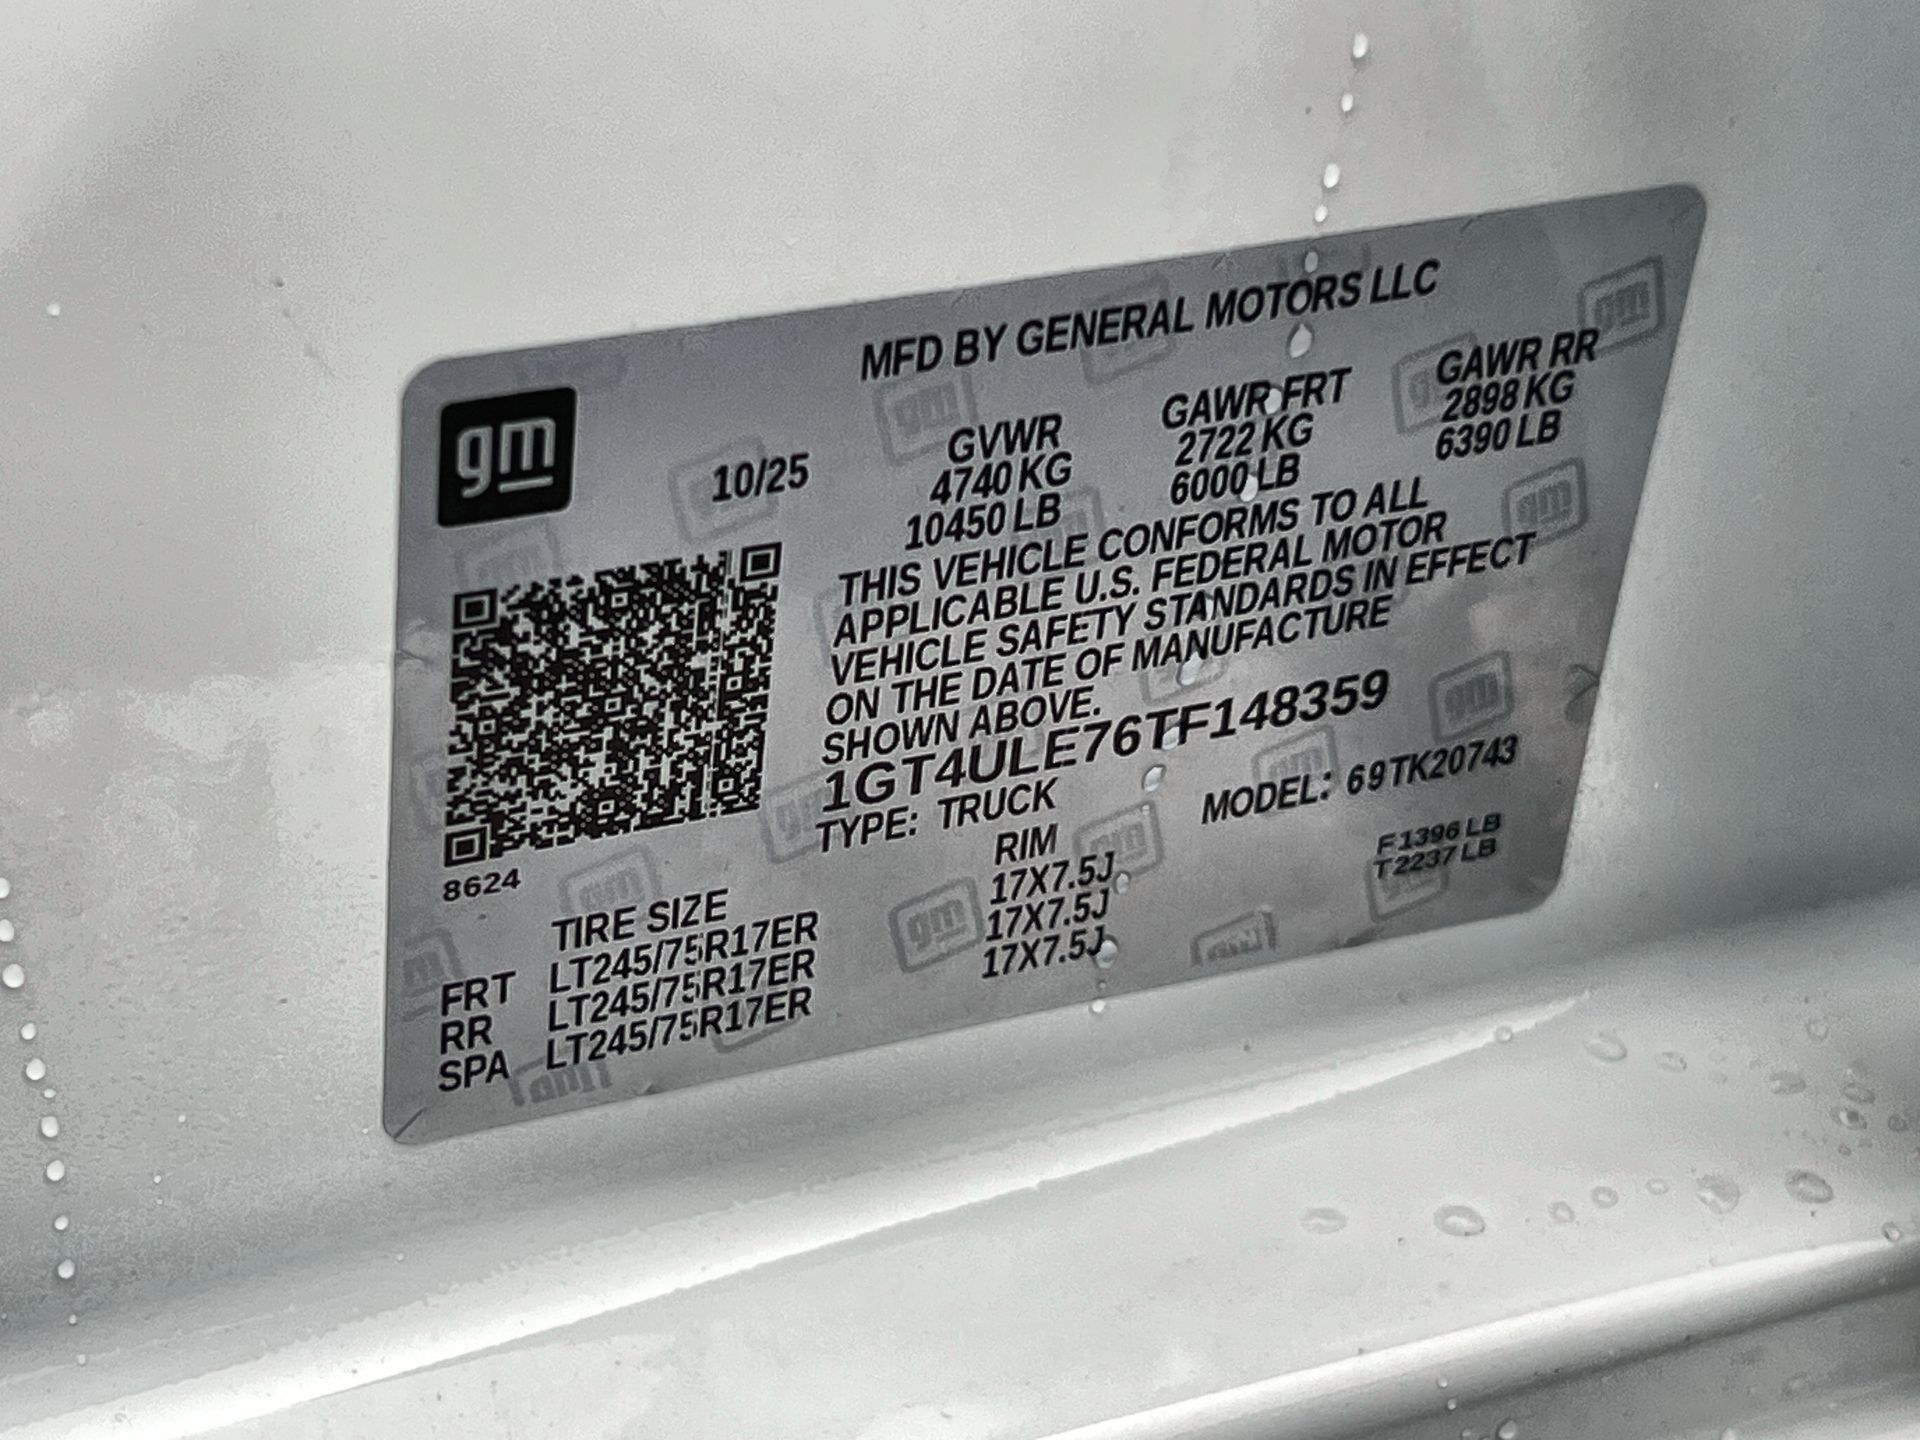 MFD BY GENERAL MOTORS LLC
gm
10/25
GVWR
4740 KG
10450 LB
GAWR FRT
2722 KG
6000 LB
GAWR RR
2898 KG
6390 LB
THIS VEHICLE CONFORMS TO ALL
APPLICABLE U.S. FEDERAL MOTOR
VEHICLE SAFETY STANDARDS IN EFFECT
ON THE DATE OF MANUFACTURE
SHOWN ABOVE.
1GT4ULE76TF148359
TYPE: TRUCK
MODEL: 69TK20743
8624
F 1396 LB
T 2237 LB
TIRE SIZE RIM
FRT LT245/75R17ER 17X7.5J
RR LT245/75R17ER 17X7.5J
SPA LT245/75R17ER 17X7.5J